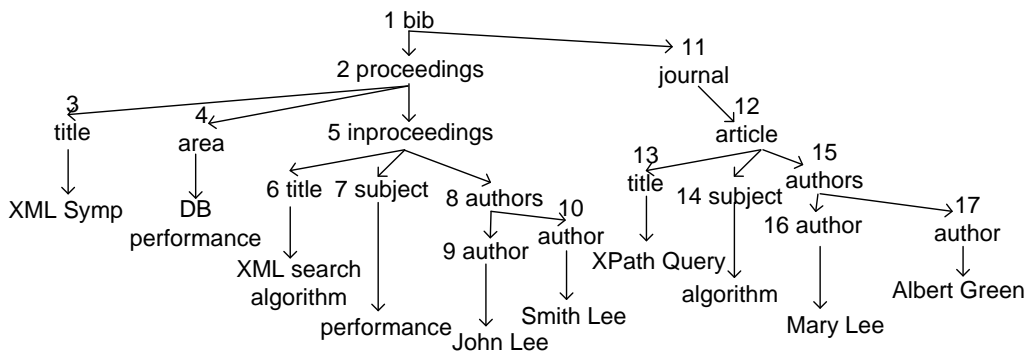 1 bib
11
journal
2 proceedings
3
title
4
area
5 inproceedings
12
article
XML Symp
DB
performance
6 title
7 subject
8 authors
10
author
9 author
XML search
algorithm
performance
John Lee
Smith Lee
13
title
14 subject
15
authors
16 author
17
author
XPath Query
algorithm
Mary Lee
Albert Green